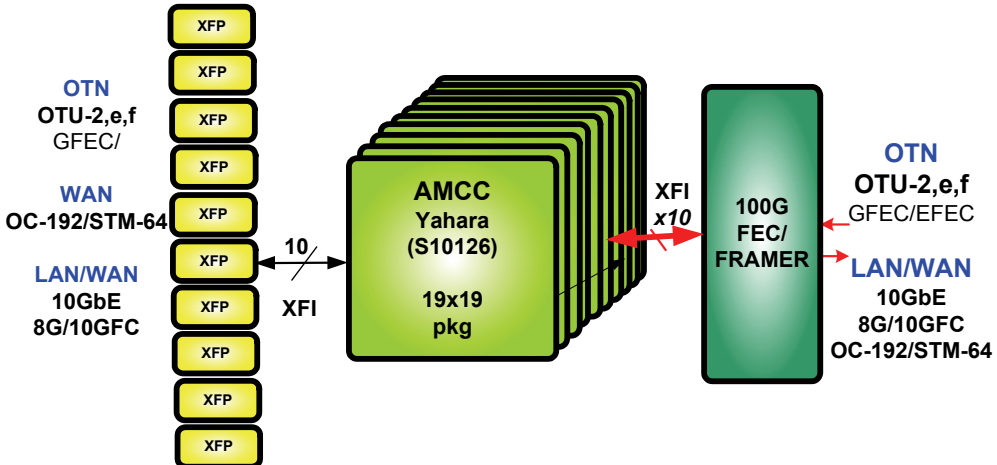 XFP
XFP
XFP
XFP
XFP
XFP
XFP
XFP
XFP
XFP
OTN
OTU-2,e,f
GFEC/
WAN
OC-192/STM-64
LAN/WAN
10GbE
8G/10GFC
10
XFI
AMCC
Yahara
(S10126)
19x19
pkg
XFI
x10
100G
FEC/
FRAMER
OTN
OTU-2,e,f
GFEC/EFEC
LAN/WAN
10GbE
8G/10GFC
OC-192/STM-64